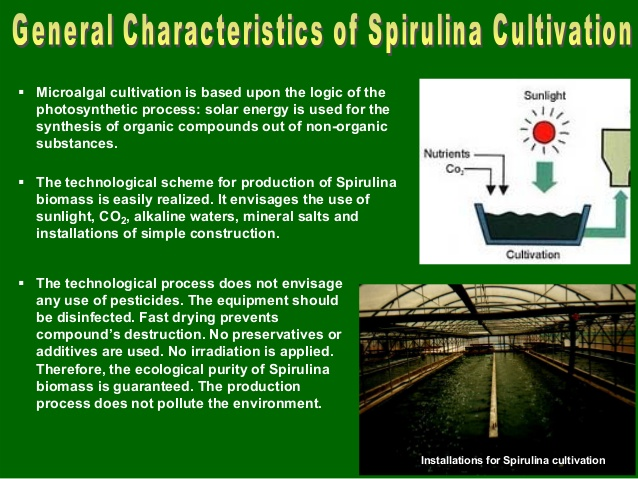 General Characteristics of Spirulina Cultivation
▪ Microalgal cultivation is based upon the logic of the
photosynthetic process: solar energy is used for the
synthesis of organic compounds out of non-organic
substances.
▪ The technological scheme for production of Spirulina
biomass is easily realized. It envisages the use of
sunlight, CO₂, alkaline waters, mineral salts and
installations of simple construction.
▪ The technological process does not envisage
any use of pesticides. The equipment should
be disinfected. Fast drying prevents
compound’s destruction. No preservatives or
additives are used. No irradiation is applied.
Therefore, the ecological purity of Spirulina
biomass is guaranteed. The production
process does not pollute the environment.
Sunlight
Nutrients
Co₂
Cultivation
Installations for Spirulina cultivation